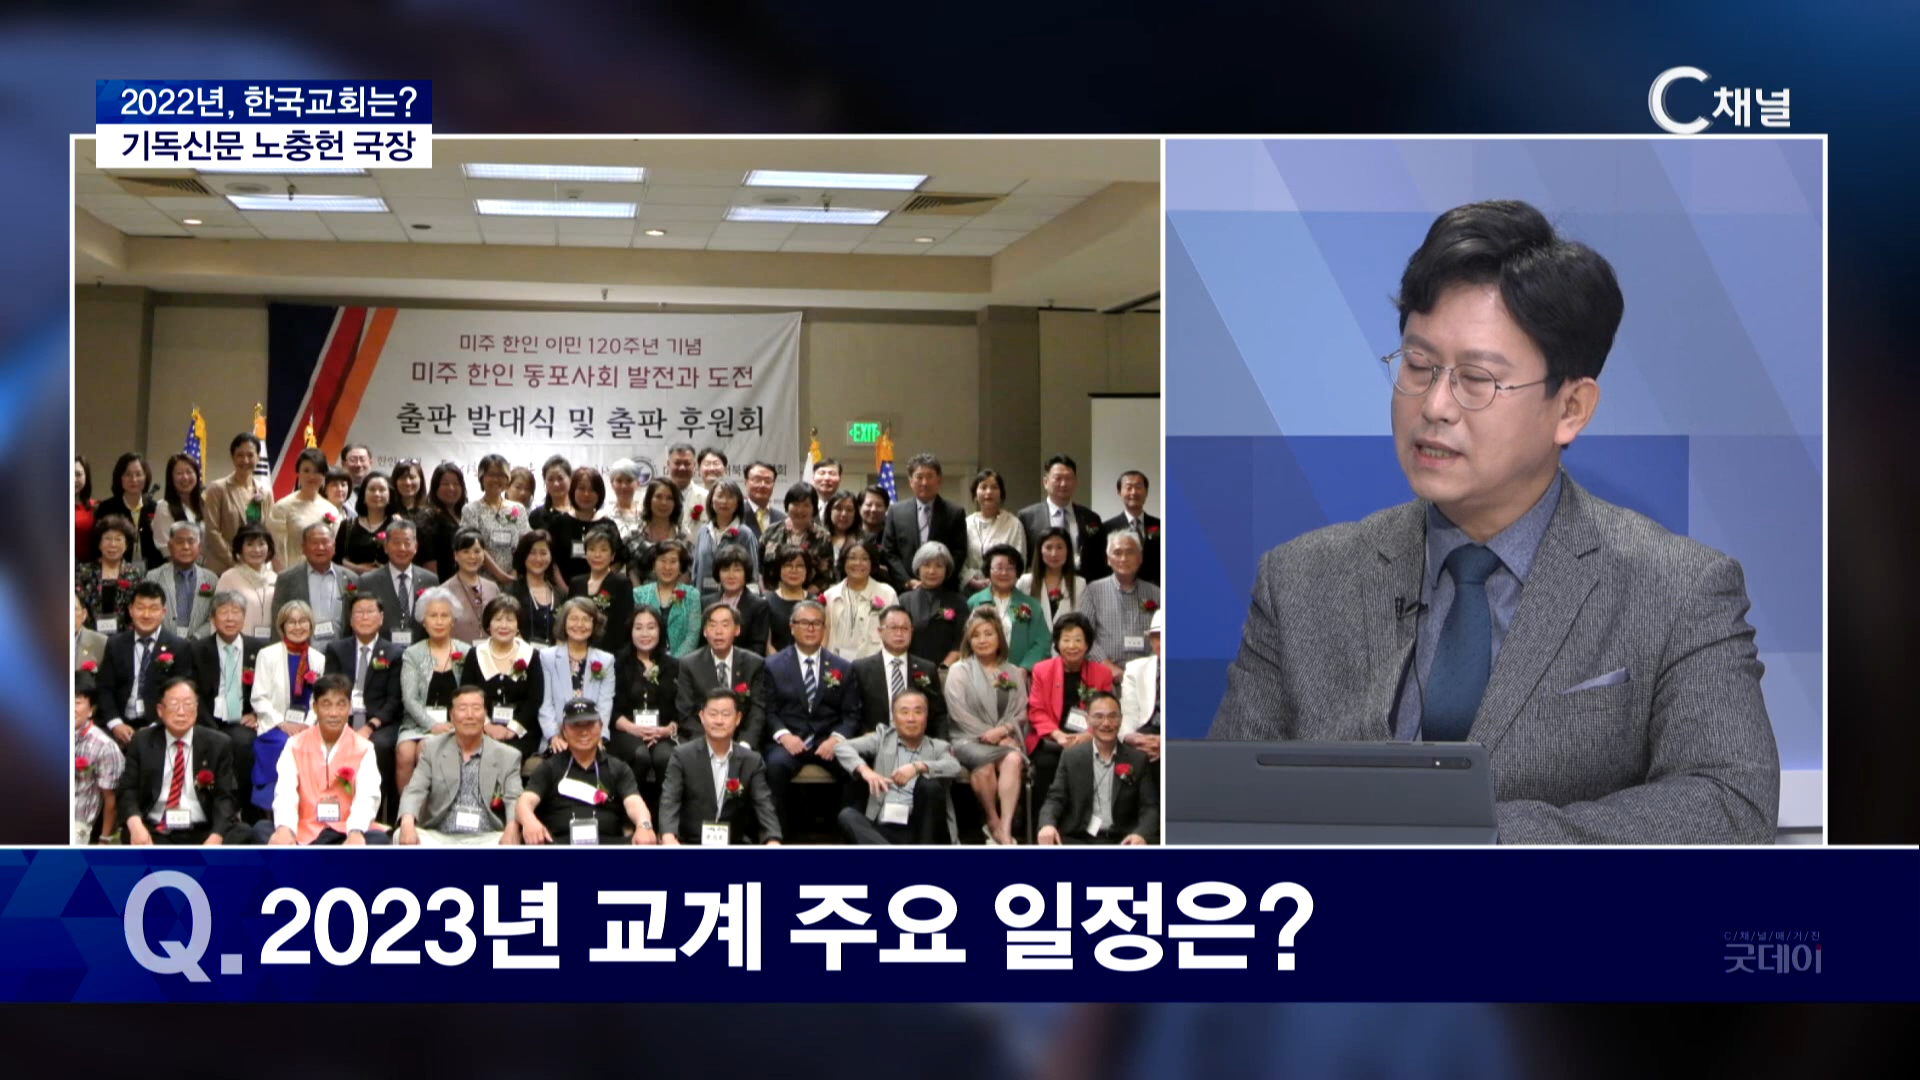 2022년, 한국교회는?
기독신문 노충헌 국장
C채널
미주 한인 이민 120주년 기념
미주 한인 동포사회 발전과 도전
출판 발대식 및 출판 후원회
EXIT
Q. 2023년 교계 주요 일정은?
C/채/널/매/거/진
굿데이